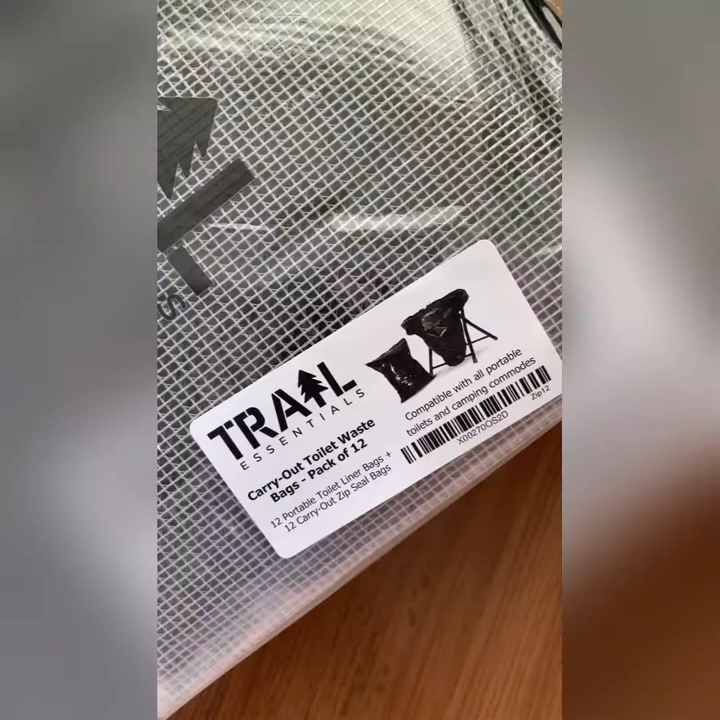 TRAIL
ESSENTIALS
Carry-Out Toilet Waste
Bags - Pack of 12
12 Portable Toilet Liner Bags +
12 Carry-Out Zip Seal Bags
Compatible with all portable
toilets and camping commodes
X00270OS2D
Zip12
S